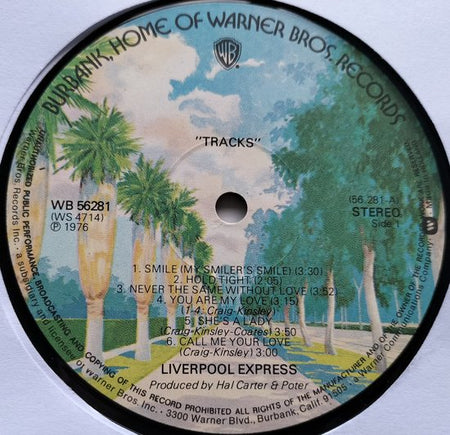 BURBANK, HOME OF WARNER BROS. RECORDS
WB
"TRACKS"
WB 56281
(WS 4714)
℗ 1976
(56.281-A)
STEREO
Side 1
1. SMILE (MY SMILER'S SMILE) (3:30)
2. HOLD TIGHT (2:05)
3. NEVER THE SAME WITHOUT LOVE (3:52)
4. YOU ARE MY LOVE (3:15)
(1-4: Craig-Kinsley)
5. SHE'S A LADY
(Craig-Kinsley-Coates) (3:50)
6. CALL ME YOUR LOVE
(Craig-Kinsley) (3:00)
LIVERPOOL EXPRESS
Produced by Hal Carter & Poter
PUBLIC PERFORMANCE BROADCASTING AND COPYING OF THIS RECORD PROHIBITED ALL RIGHTS OF THE MANUFACTURER AND OF THE OWNER OF THE RECORDED
Warner Bros. Records Inc. · a subsidiary and licensee of Warner Bros. Inc. · 3300 Warner Blvd., Burbank, Calif. 91505 · a Warner Communications Company